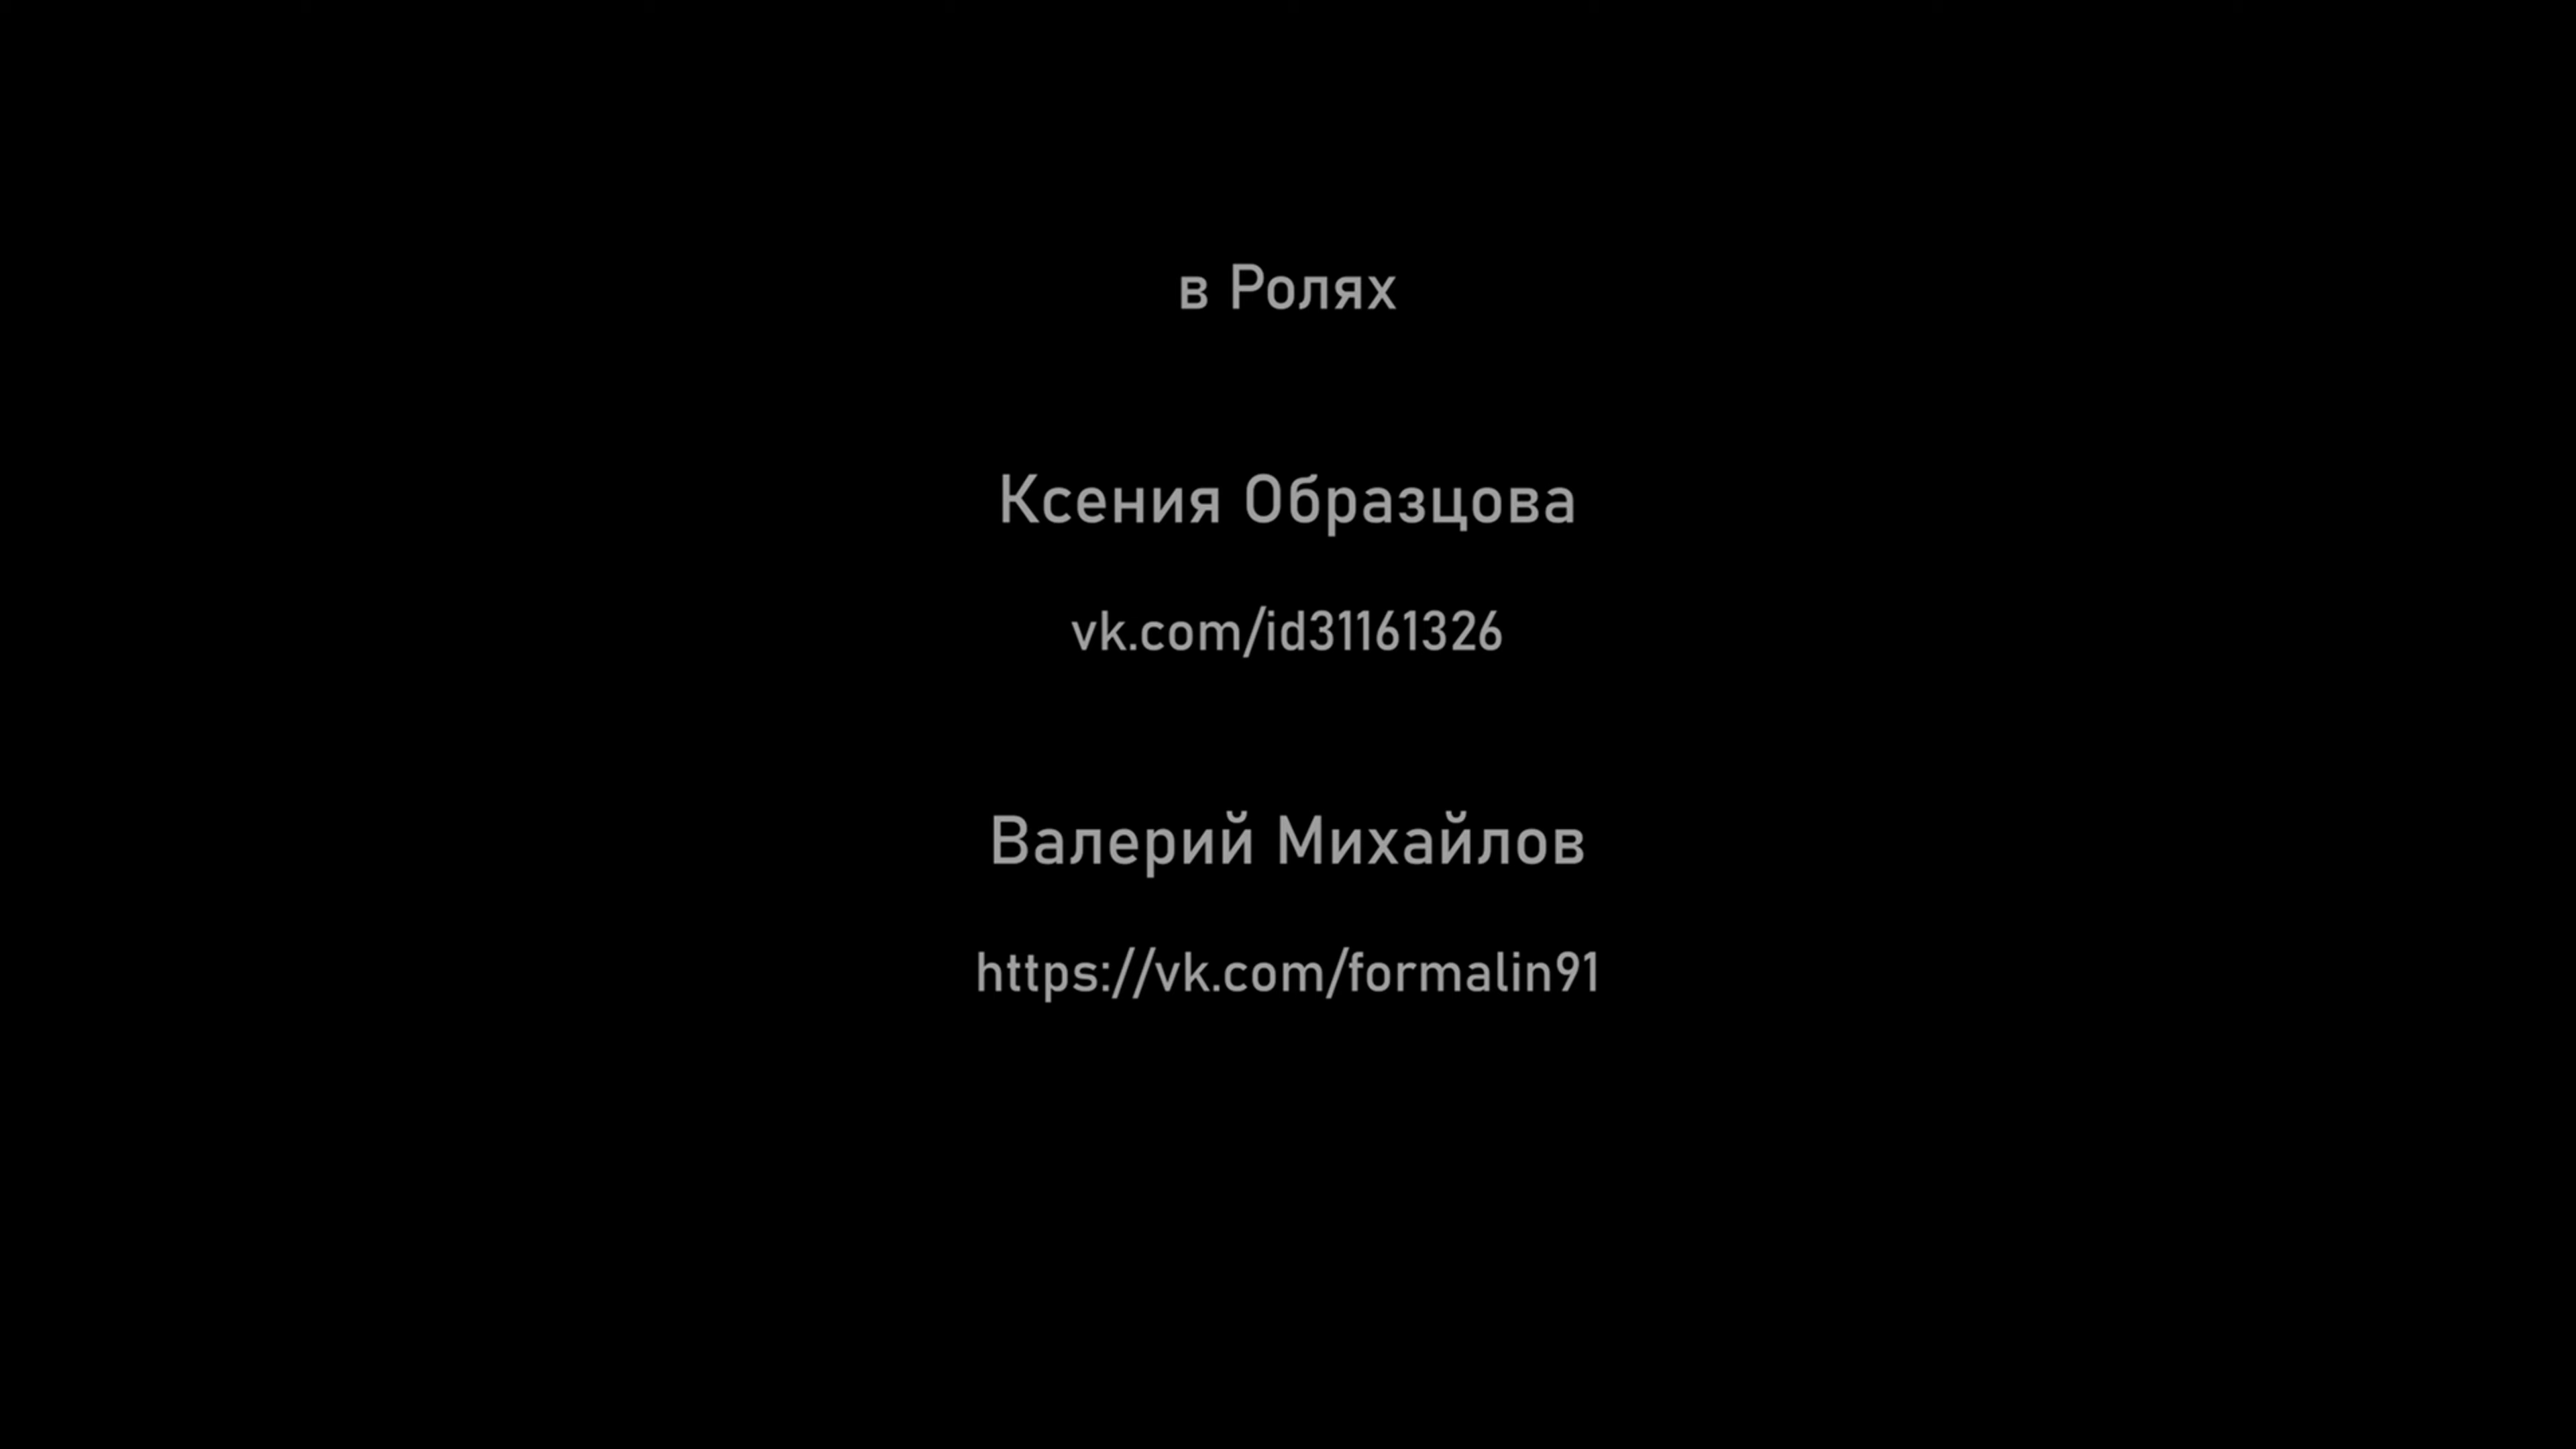 в Ролях
Ксения Образцова
vk.com/id31161326
Валерий Михайлов
https://vk.com/formalin91